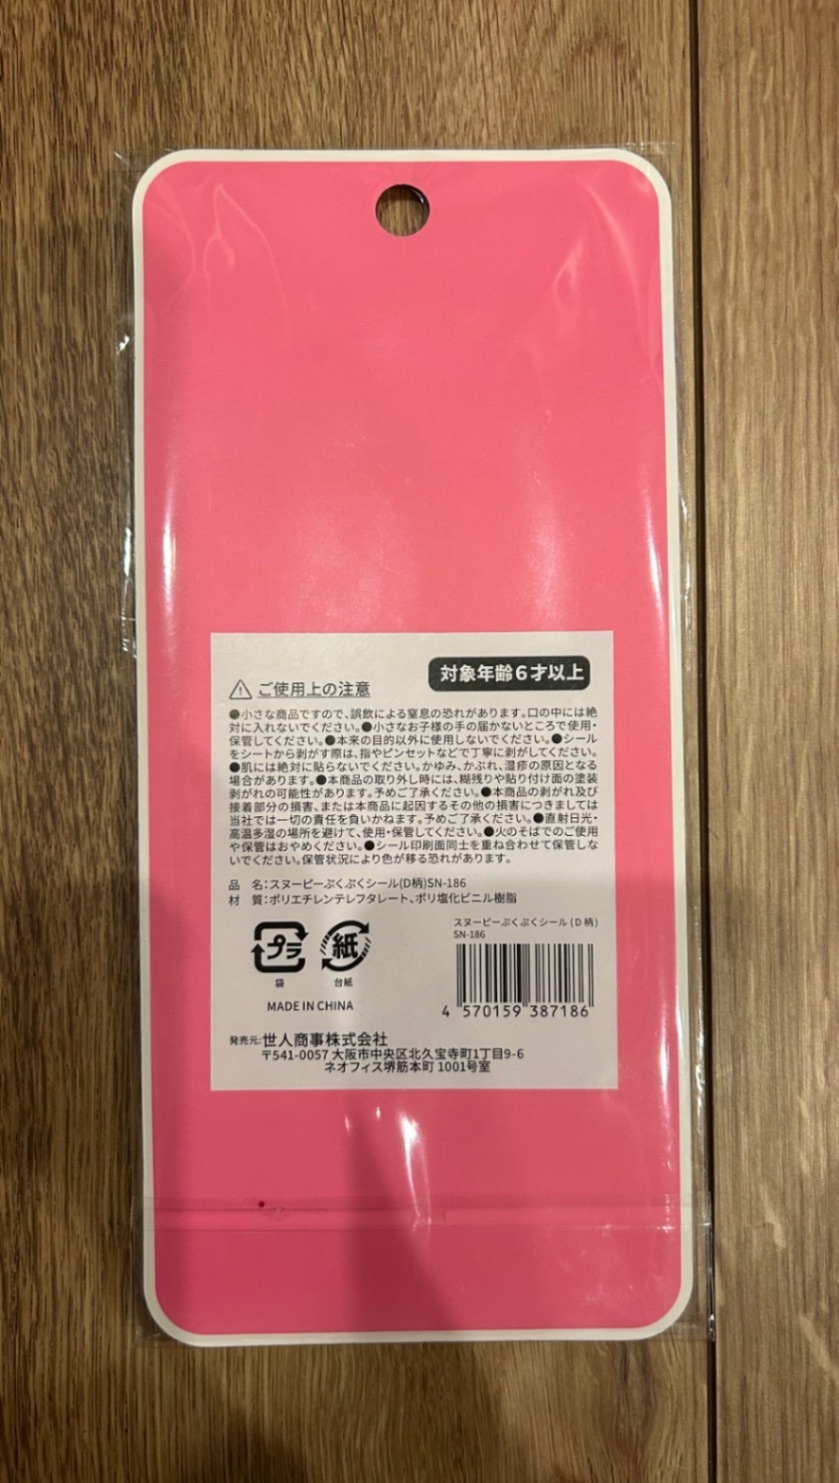 対象年齢6才以上
ご使用上の注意
●小さな商品ですので、誤飲による窒息の恐れがあります。口の中には絶
対に入れないでください。●小さなお子様の手の届かないところで使用・
保管してください。●本来の目的以外に使用しないでください。●シール
をシートから剥がす際は、指やピンセットなどで丁寧に剥がしてください。
●肌には絶対に貼らないでください。かゆみ、かぶれ、湿疹の原因となる
場合があります。●本商品の取り外し時には、糊残りや貼り付け面の塗装
剥がれの可能性があります。予めご了承ください。●本商品の剥がれ及び
接着部分の損害、または本商品に起因するその他の損害につきましては
当社では一切の責任を負いかねます。予めご了承ください。●直射日光・
高温多湿の場所を避けて、使用・保管してください。●火のそばでのご使用
や保管はおやめください。●シール印刷面同士を重ね合わせて保管しな
いでください。保管状況により色が移る恐れがあります。
品　名:スヌーピーぷくぷくシール(D柄)SN-186
材　質:ポリエチレンテレフタレート、ポリ塩化ビニル樹脂
プラ
袋
紙
台紙
MADE IN CHINA
スヌーピーぷくぷくシール(D柄)
SN-186
4 570159 387186
発売元:世人商事株式会社
〒541-0057 大阪市中央区北久宝寺町1丁目9-6
ネオフィス堺筋本町 1001号室